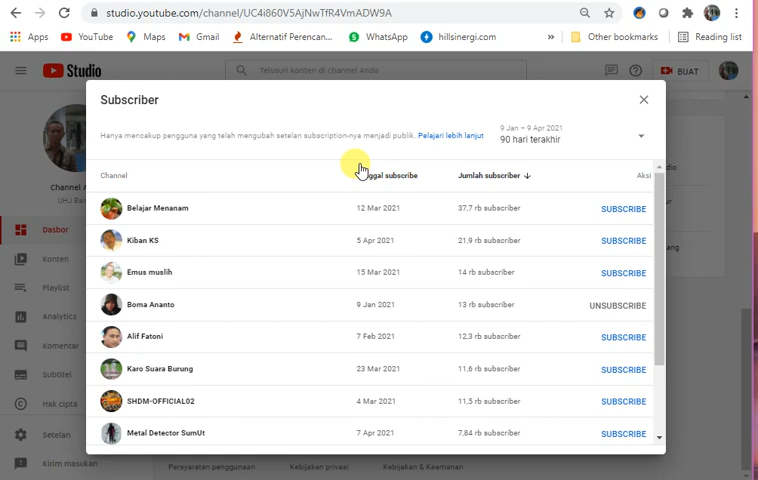 studio.youtube.com/channel/UC4i860V5AjNwTfR4VmADW9A
Apps YouTube Maps Gmail Alternatif Perencan... WhatsApp hillsinergi.com Other bookmarks Reading list
Studio Telusuri konten di channel Anda BUAT
Subscriber
Hanya mencakup pengguna yang telah mengubah setelan subscription-nya menjadi publik. Pelajari lebih lanjut
9 Jan – 9 Apr 2021
90 hari terakhir
Channel ggal subscribe Jumlah subscriber Aksi
Belajar Menanam 12 Mar 2021 37,7 rb subscriber SUBSCRIBE
Kiban KS 5 Apr 2021 21,9 rb subscriber SUBSCRIBE
Emus muslih 15 Mar 2021 14 rb subscriber SUBSCRIBE
Boma Ananto 9 Jan 2021 13 rb subscriber UNSUBSCRIBE
Alif Fatoni 7 Feb 2021 12,3 rb subscriber SUBSCRIBE
Karo Suara Burung 23 Mar 2021 11,6 rb subscriber SUBSCRIBE
SHDM-OFFICIAL02 4 Mar 2021 11,5 rb subscriber SUBSCRIBE
Metal Detector SumUt 7 Apr 2021 7,84 rb subscriber SUBSCRIBE
Channel A
UHJ Ban
Dasbor
Konten
Playlist
Analytics
Komentar
Subtitel
Hak cipta
Setelan
Kirim masukan
Persyaratan penggunaan Kebijakan privasi Kebijakan & Keamanan